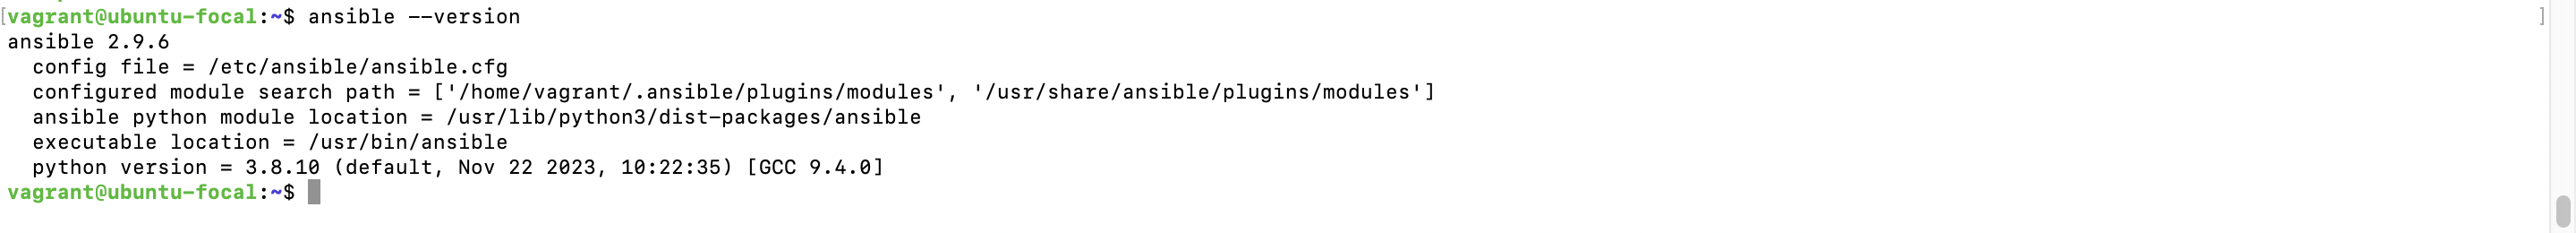 [vagrant@ubuntu-focal:~$ ansible --version ]
ansible 2.9.6
  config file = /etc/ansible/ansible.cfg
  configured module search path = ['/home/vagrant/.ansible/plugins/modules', '/usr/share/ansible/plugins/modules']
  ansible python module location = /usr/lib/python3/dist-packages/ansible
  executable location = /usr/bin/ansible
  python version = 3.8.10 (default, Nov 22 2023, 10:22:35) [GCC 9.4.0]
vagrant@ubuntu-focal:~$